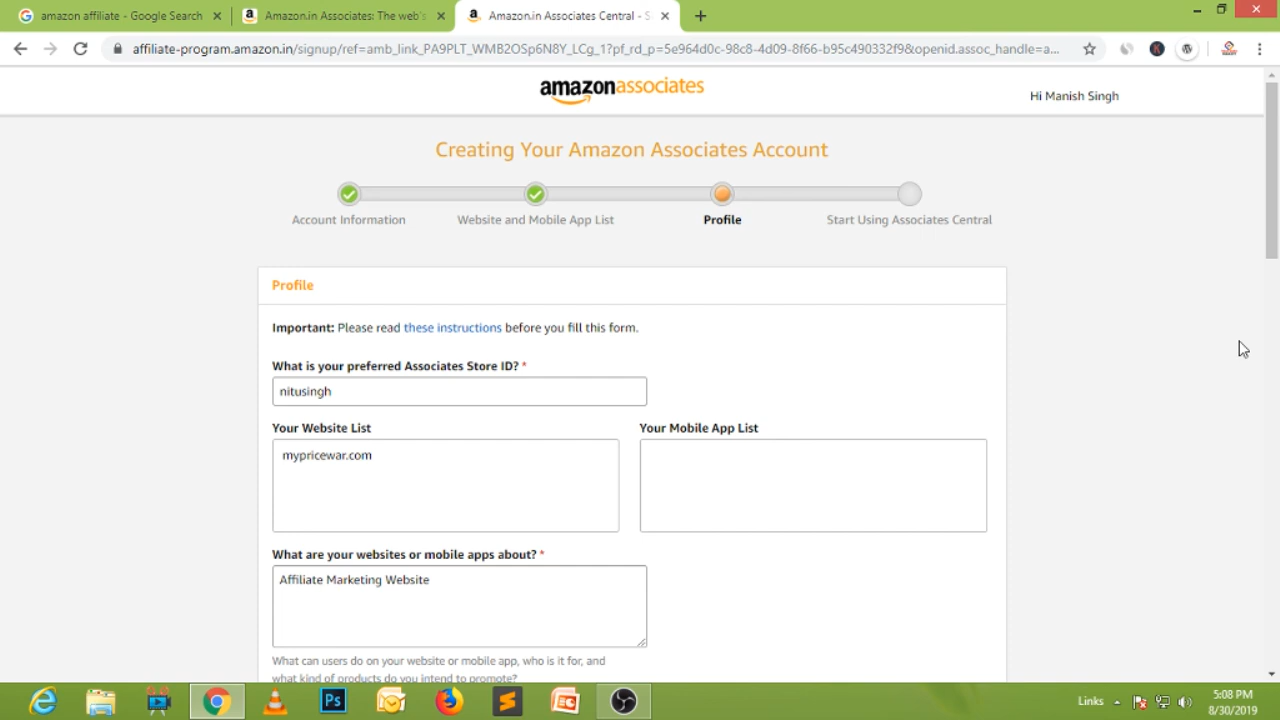 amazon affiliate - Google Search
Amazon.in Associates: The web's
Amazon.in Associates Central - S
affiliate-program.amazon.in/signup/ref=amb_link_PA9PLT_WMB2OSp6N8Y_LCg_1?pf_rd_p=5e964d0c-98c8-4d09-8f66-b95c490332f9&openid.assoc_handle=a...
amazonassociates
Hi Manish Singh
Creating Your Amazon Associates Account
Account Information
Website and Mobile App List
Profile
Start Using Associates Central
Profile
Important: Please read these instructions before you fill this form.
What is your preferred Associates Store ID? *
nitusingh
Your Website List
Your Mobile App List
mypricewar.com
What are your websites or mobile apps about? *
Affiliate Marketing Website
What can users do on your website or mobile app, who is it for, and
what kind of products do you intend to promote?
Ps
Links
5:08 PM
8/30/2019